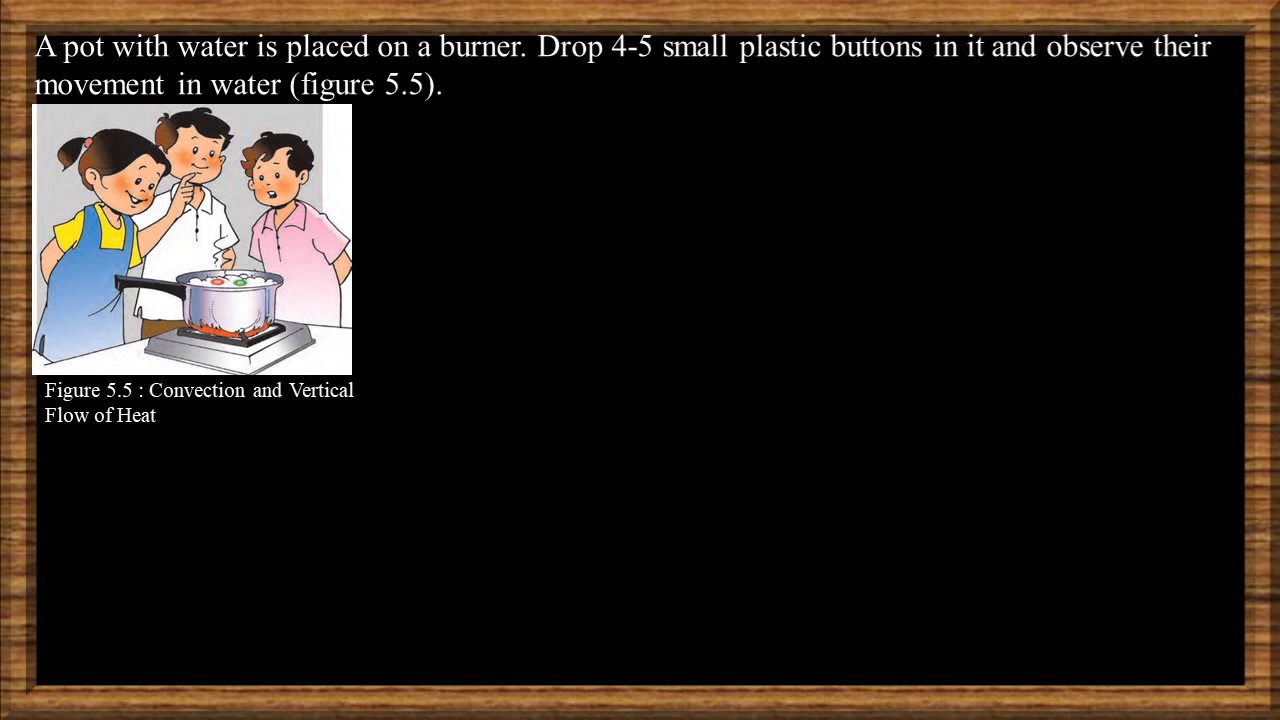 A pot with water is placed on a burner. Drop 4-5 small plastic buttons in it and observe their
movement in water (figure 5.5).
Figure 5.5 : Convection and Vertical
Flow of Heat